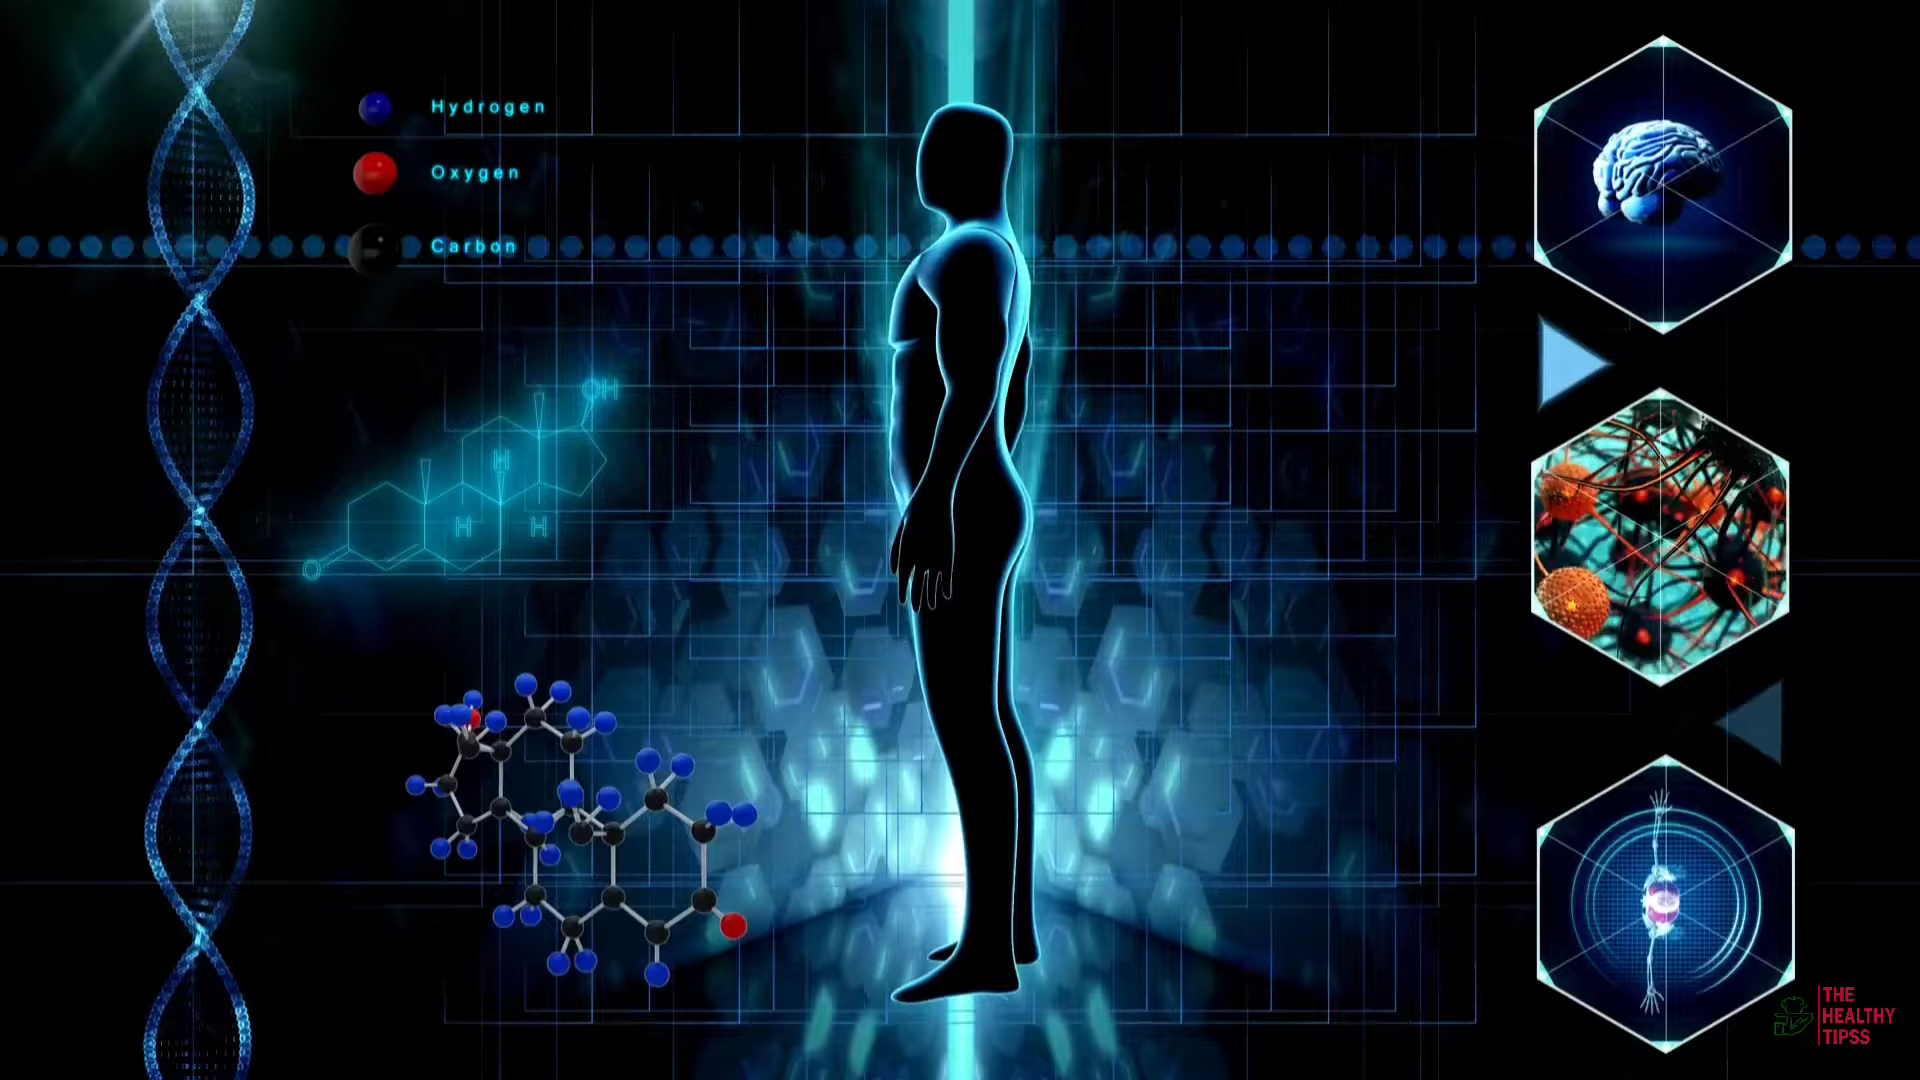 Hydrogen
Oxygen
Carbon
OH
H
H
H
O
THE
HEALTHY
TIPSS